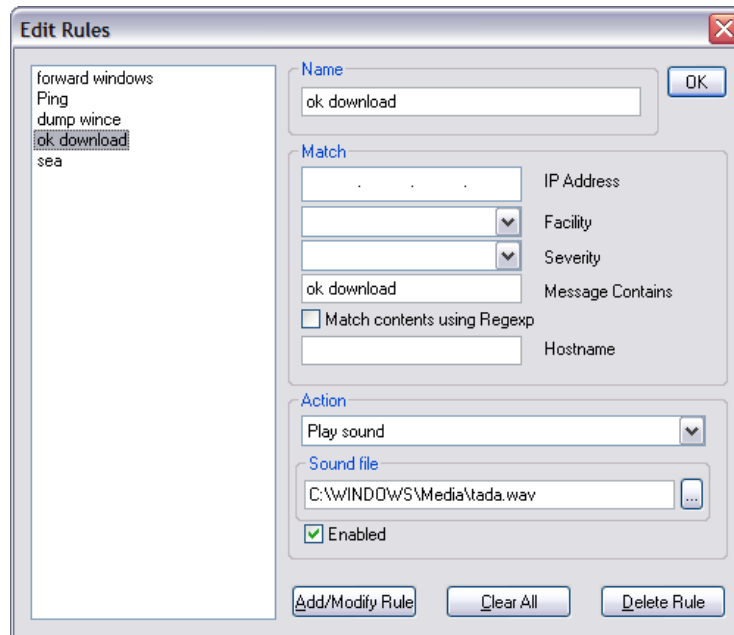 Edit Rules
forward windows
Ping
dump wince
ok download
sea
Name
ok download
OK
Match
. . . IP Address
Facility
Severity
ok download Message Contains
Match contents using Regexp
Hostname
Action
Play sound
Sound file
C:\WINDOWS\Media\tada.wav ...
Enabled
Add/Modify Rule Clear All Delete Rule